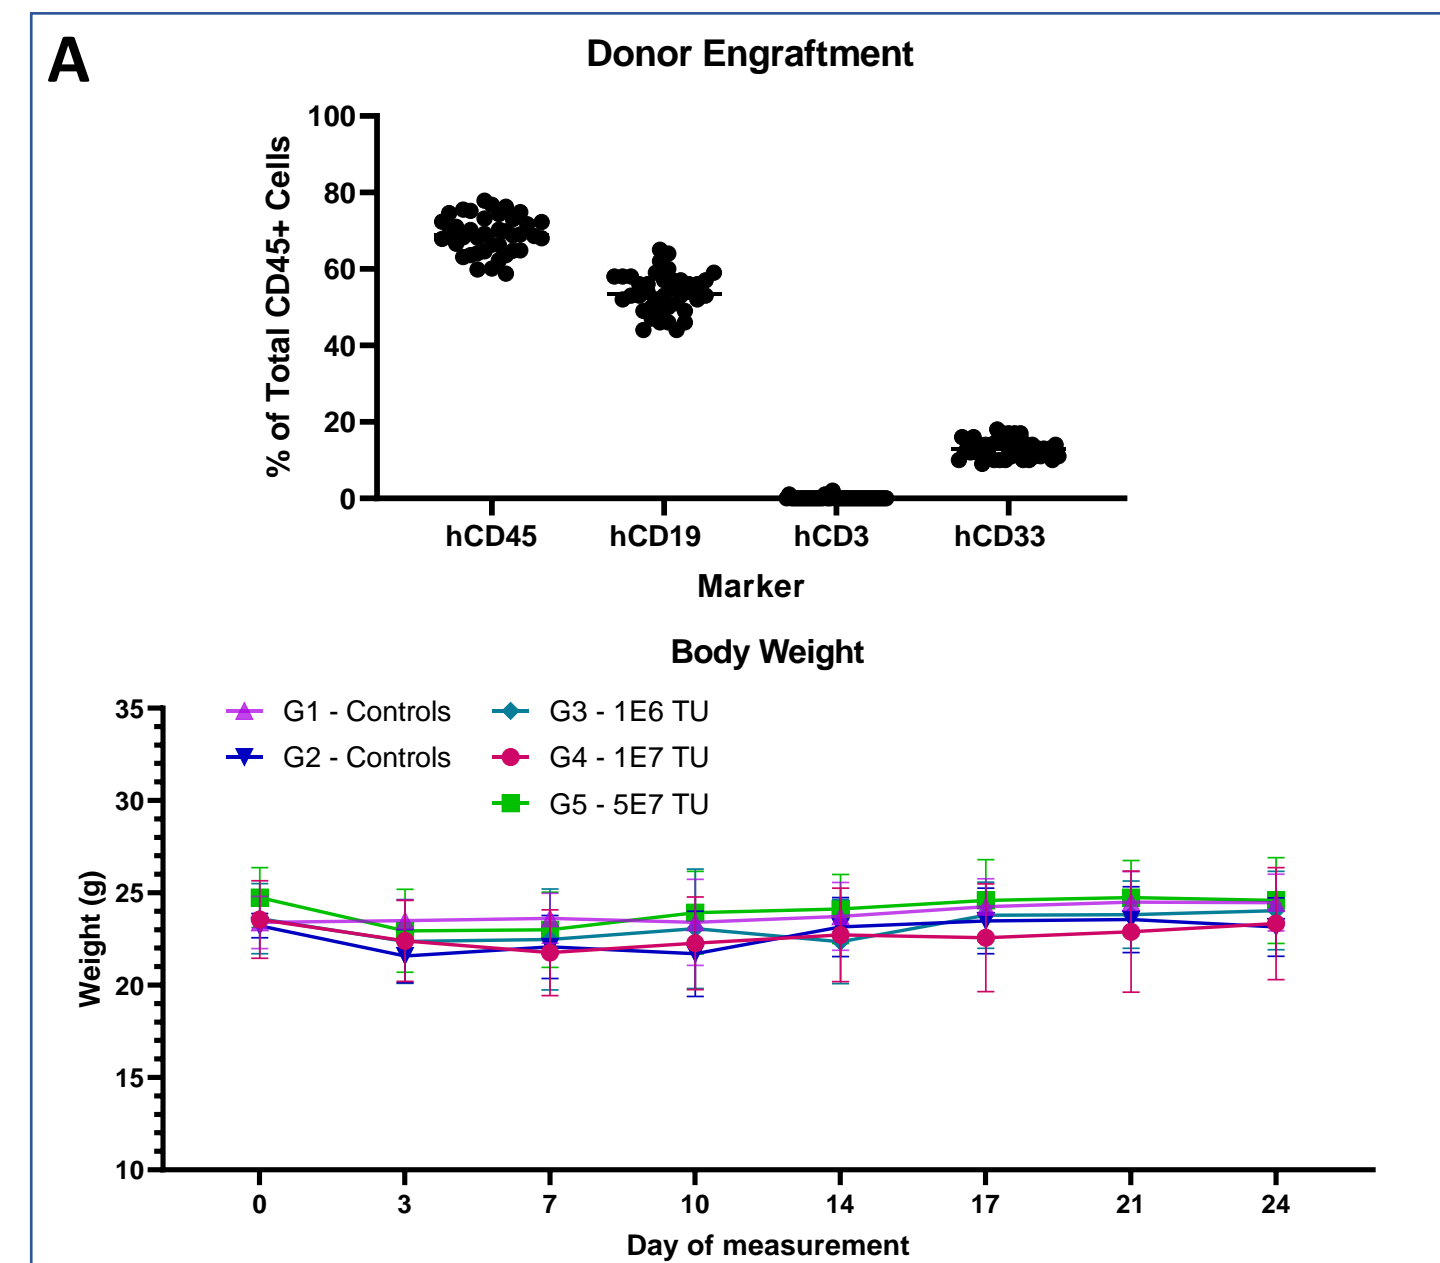 A
Donor Engraftment
% of Total CD45+ Cells
100
80
60
40
20
0
hCD45 hCD19 hCD3 hCD33
Marker
Body Weight
G1 - Controls G3 - 1E6 TU
G2 - Controls G4 - 1E7 TU
G5 - 5E7 TU
Weight (g)
35
30
25
20
15
10
0 3 7 10 14 17 21 24
Day of measurement